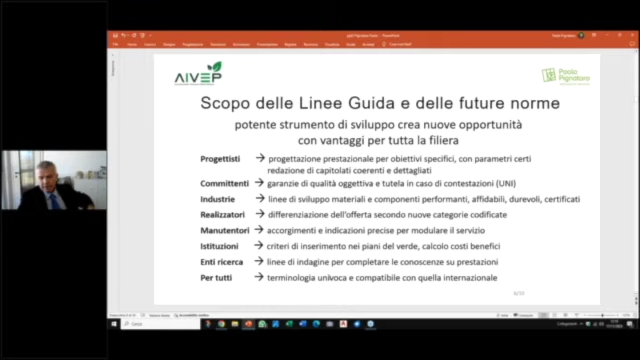 AIVEP
Paolo
Pignataro
Scopo delle Linee Guida e delle future norme
potente strumento di sviluppo crea nuove opportunità
con vantaggi per tutta la filiera
Progettisti → progettazione prestazionale per obiettivi specifici, con parametri certi
redazione di capitolati coerenti e dettagliati
Committenti → garanzie di qualità oggettiva e tutela in caso di contestazioni (UNI)
Industrie → linee di sviluppo materiali e componenti performanti, affidabili, durevoli, certificati
Realizzatori → differenziazione dell'offerta secondo nuove categorie codificate
Manutentori → accorgimenti e indicazioni precise per modulare il servizio
Istituzioni → criteri di inserimento nei piani del verde, calcolo costi benefici
Enti ricerca → linee di indagine per completare le conoscenze su prestazioni
Per tutti → terminologia univoca e compatibile con quella internazionale